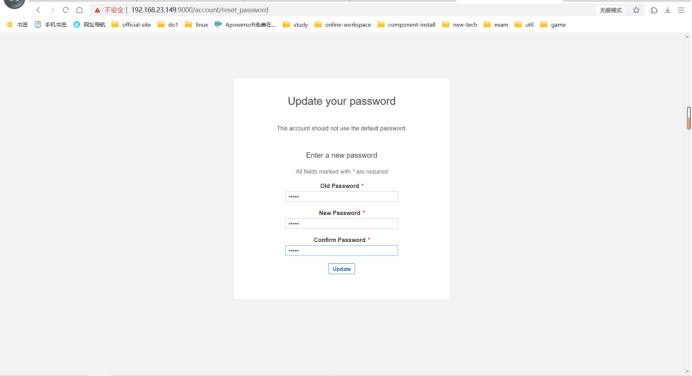 不安全 | 192.168.23.149:9000/account/reset_password 无痕模式
书签 手机书签 网址导航 official-site do1 linux Apowersoft免费在... study online-workspace component-install new-tech exam util game
Update your password
This account should not use the default password.
Enter a new password
All fields marked with * are required
Old Password *
•••••
New Password *
•••••
Confirm Password *
•••••
Update